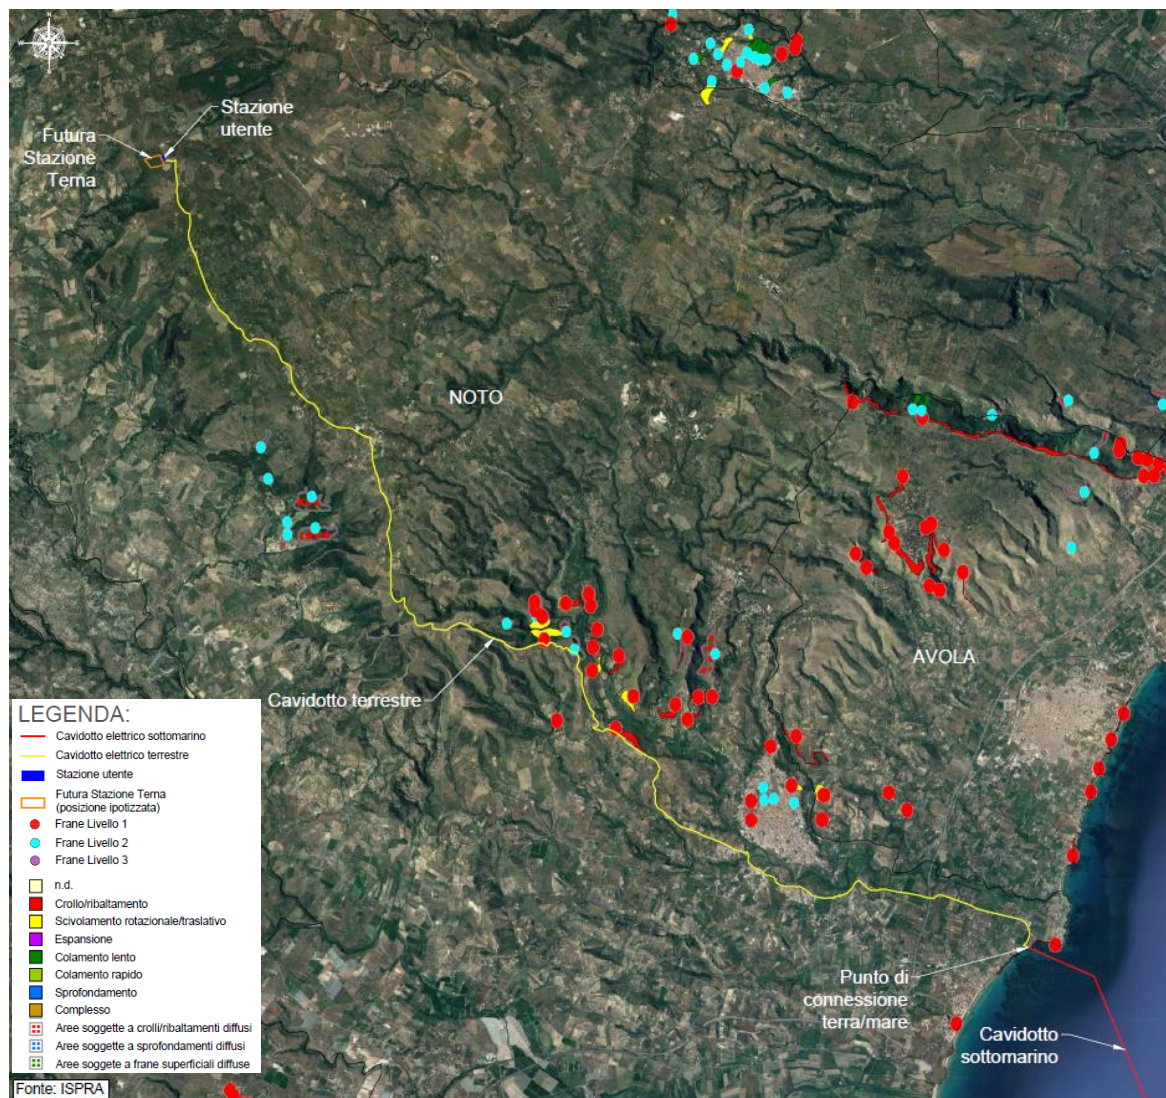 Stazione
utente
Futura
Stazione
Terna
NOTO
AVOLA
Cavidotto terrestre
Punto di
connessione
terra/mare
Cavidotto
sottomarino
LEGENDA:
Cavidotto elettrico sottomarino
Cavidotto elettrico terrestre
Stazione utente
Futura Stazione Terna
(posizione ipotizzata)
Frane Livello 1
Frane Livello 2
Frane Livello 3
n.d.
Crollo/ribaltamento
Scivolamento rotazionale/traslativo
Espansione
Colamento lento
Colamento rapido
Sprofondamento
Complesso
Aree soggette a crolli/ribaltamenti diffusi
Aree soggette a sprofondamenti diffusi
Aree soggete a frane superficiali diffuse
Fonte: ISPRA